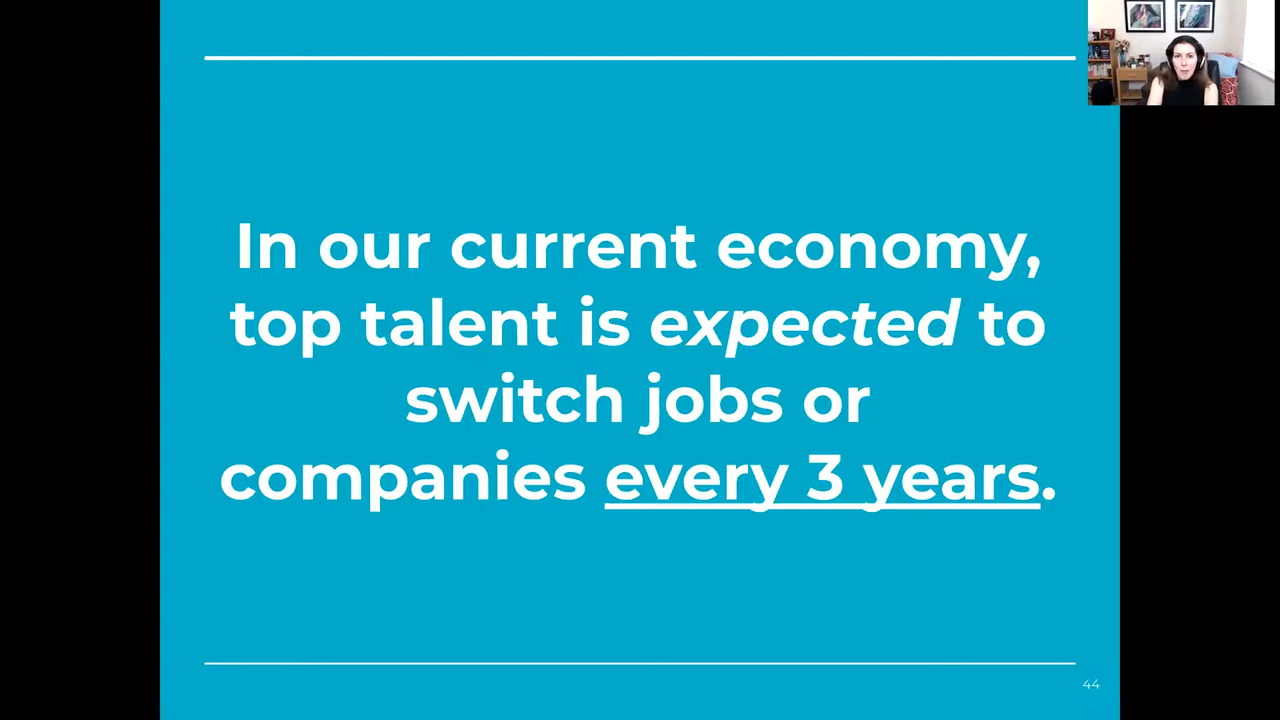 In our current economy,
top talent is expected to
switch jobs or
companies every 3 years.
44